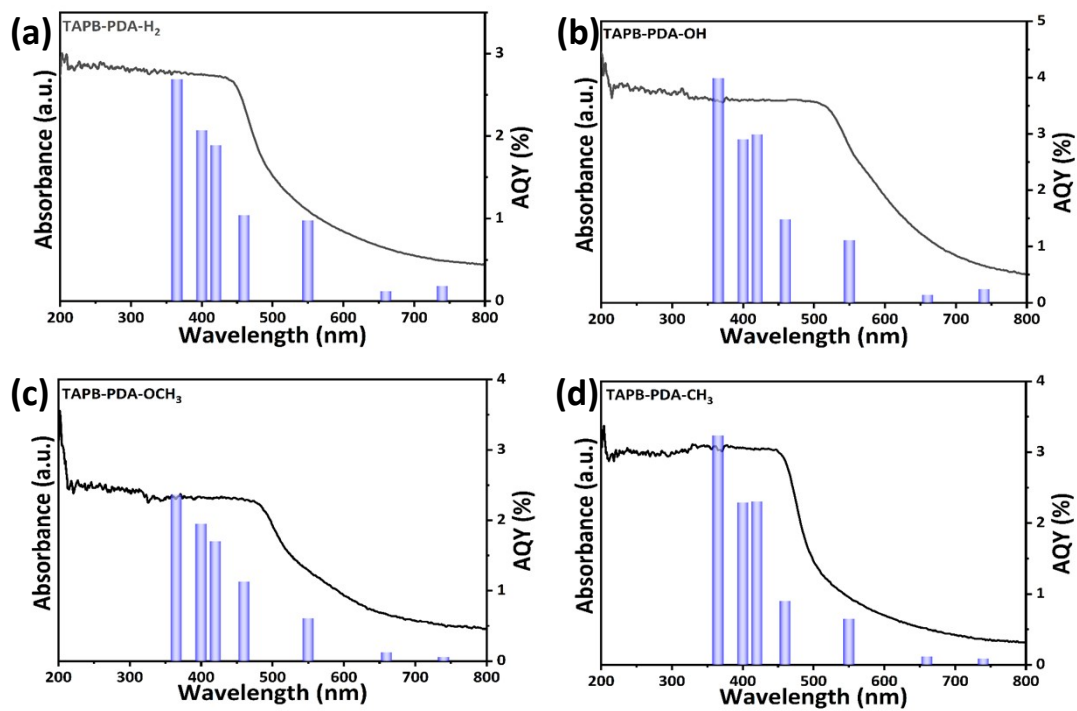 (a)
TAPB-PDA-H₂
Absorbance (a.u.)
3
2
1
0
AQY (%)
200 300 400 500 600 700 800
Wavelength (nm)
(b)
TAPB-PDA-OH
Absorbance (a.u.)
5
4
3
2
1
0
AQY (%)
200 300 400 500 600 700 800
Wavelength (nm)
(c)
TAPB-PDA-OCH₃
Absorbance (a.u.)
4
3
2
1
0
AQY (%)
200 300 400 500 600 700 800
Wavelength (nm)
(d)
TAPB-PDA-CH₃
Absorbance (a.u.)
4
3
2
1
0
AQY (%)
200 300 400 500 600 700 800
Wavelength (nm)